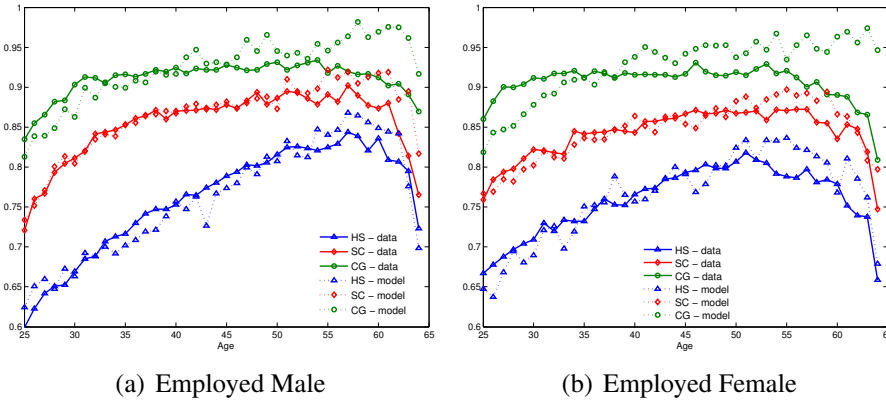 1
0.95
0.9
0.85
0.8
0.75
0.7
0.65
0.6
25 30 35 40 45 50 55 60 65
Age
HS – data
SC – data
CG – data
HS – model
SC – model
CG – model
(a) Employed Male
1
0.95
0.9
0.85
0.8
0.75
0.7
0.65
0.6
25 30 35 40 45 50 55 60
Age
HS – data
SC – data
CG – data
HS – model
SC – model
CG – model
(b) Employed Female